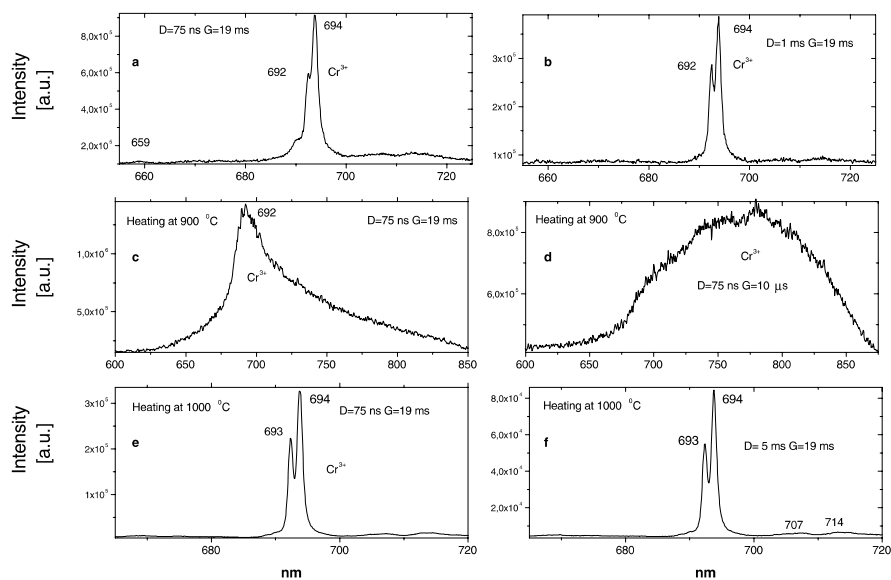 Intensity
[a.u.]
8,0x10⁵
6,0x10⁵
4,0x10⁵
2,0x10⁵
D=75 ns G=19 ms
a
694
692
Cr³⁺
659
660
680
700
720
4x10⁵
3x10⁵
2x10⁵
1x10⁵
b
694
D=1 ms G=19 ms
692
Cr³⁺
660
680
700
720
Intensity
[a.u.]
1,0x10⁶
5,0x10⁵
Heating at 900 ⁰C
692
D=75 ns G=19 ms
c
Cr³⁺
600
650
700
750
800
850
8,0x10⁵
6,0x10⁵
Heating at 900 ⁰C
d
Cr³⁺
D=75 ns G=10 µs
600
650
700
750
800
850
Intensity
[a.u.]
3x10⁵
2x10⁵
1x10⁵
Heating at 1000 ⁰C
694
D=75 ns G=19 ms
693
e
Cr³⁺
680
700
720
nm
8,0x10⁴
6,0x10⁴
4,0x10⁴
2,0x10⁴
Heating at 1000 ⁰C
694
693
f
D= 5 ms G=19 ms
707
714
680
700
720
nm